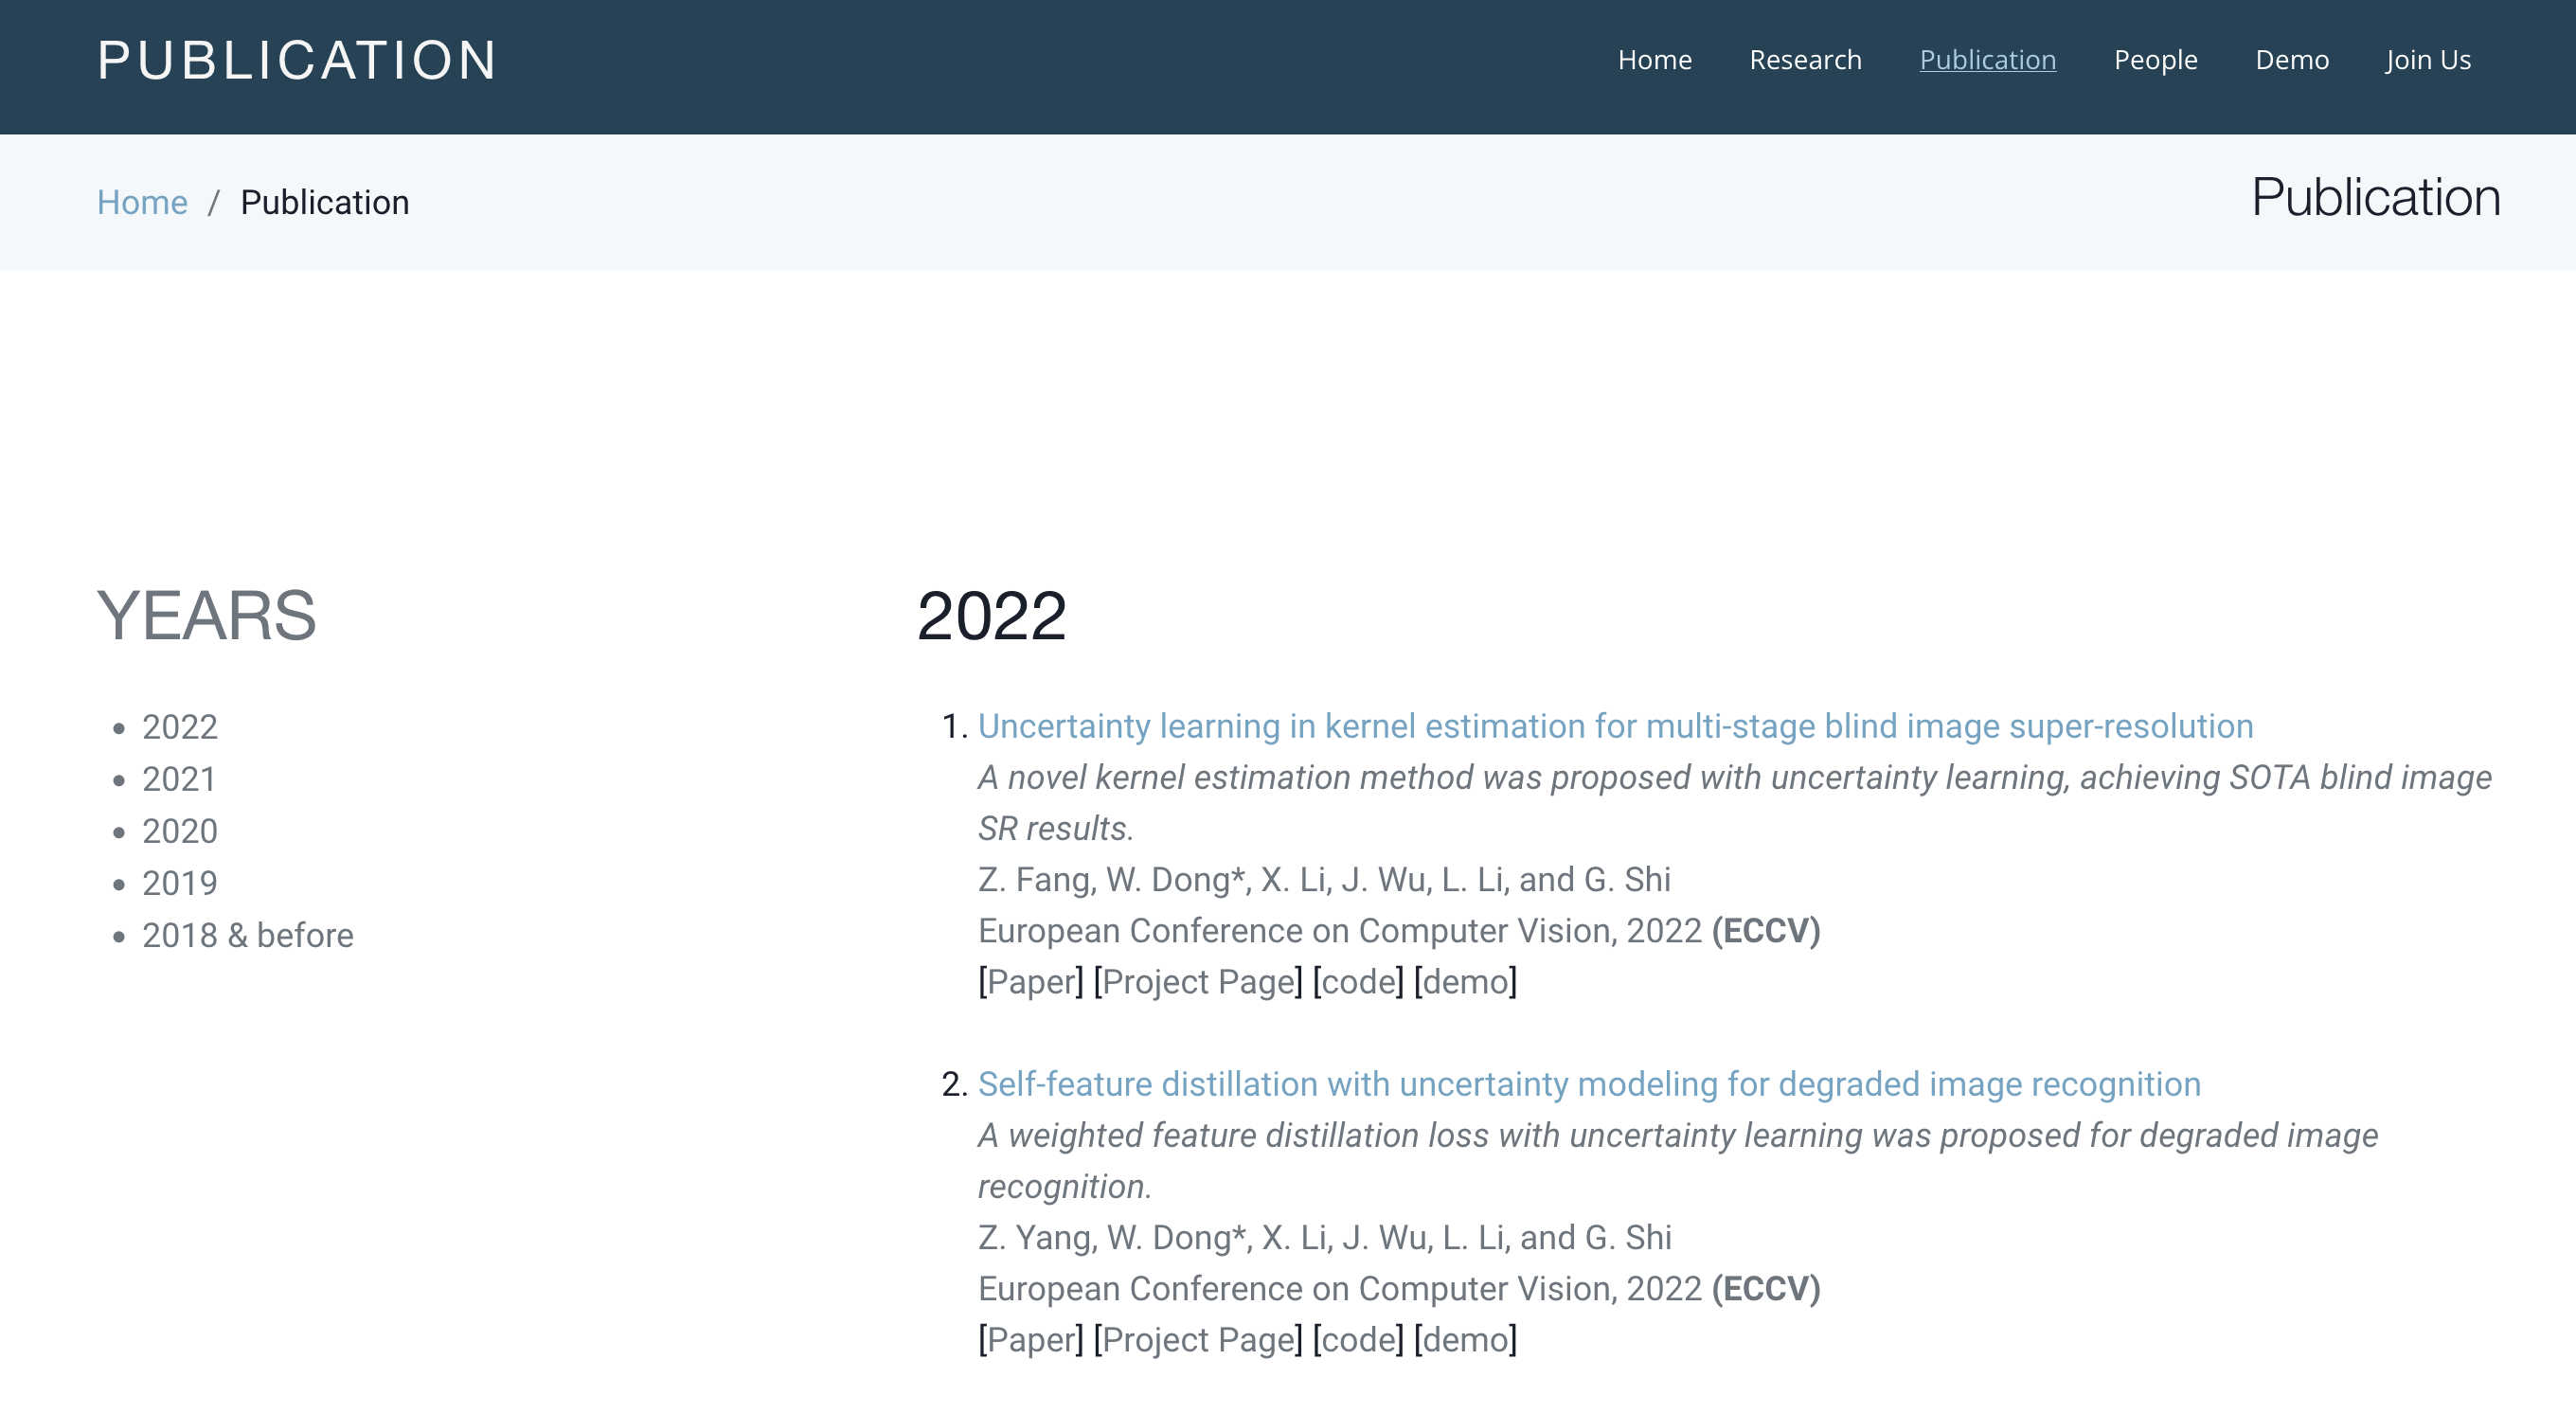 PUBLICATION
Home Research Publication People Demo Join Us
Home / Publication
Publication
YEARS
• 2022
• 2021
• 2020
• 2019
• 2018 & before
2022
1. Uncertainty learning in kernel estimation for multi-stage blind image super-resolution
A novel kernel estimation method was proposed with uncertainty learning, achieving SOTA blind image
SR results.
Z. Fang, W. Dong*, X. Li, J. Wu, L. Li, and G. Shi
European Conference on Computer Vision, 2022 (ECCV)
[Paper] [Project Page] [code] [demo]
2. Self-feature distillation with uncertainty modeling for degraded image recognition
A weighted feature distillation loss with uncertainty learning was proposed for degraded image
recognition.
Z. Yang, W. Dong*, X. Li, J. Wu, L. Li, and G. Shi
European Conference on Computer Vision, 2022 (ECCV)
[Paper] [Project Page] [code] [demo]